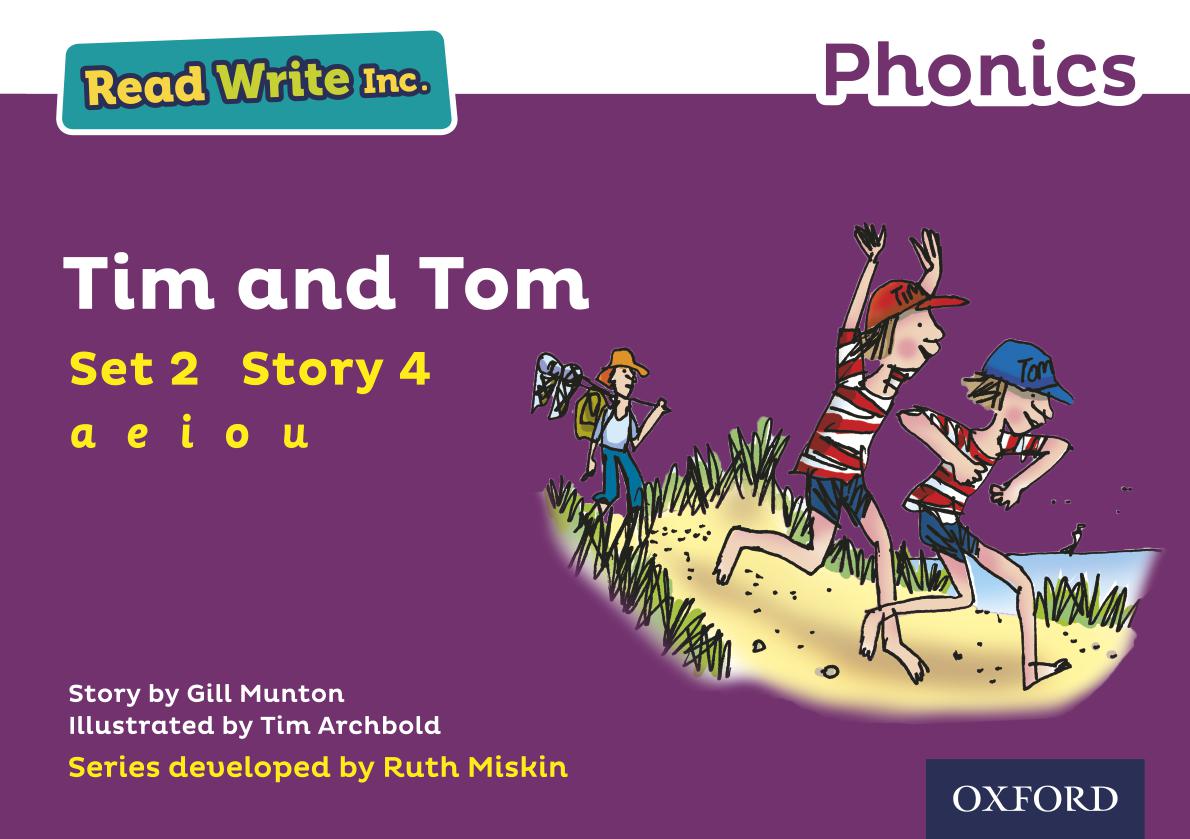 Read Write Inc.
Phonics
Tim and Tom
Set 2 Story 4
a e i o u
Tim
Tom
Story by Gill Munton
Illustrated by Tim Archbold
Series developed by Ruth Miskin
OXFORD